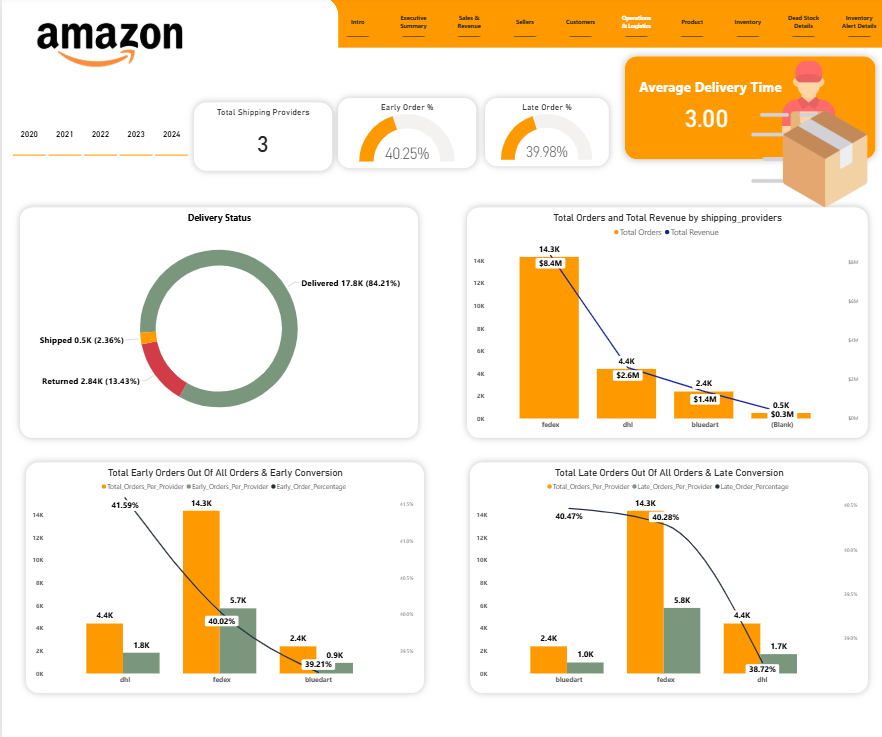 amazon
Intro
Executive
Summary
Sales &
Revenue
Sellers
Customers
Operations
& Logistics
Product
Inventory
Dead Stock
Details
Inventory
Alert Details
2020 2021 2022 2023 2024
Total Shipping Providers
3
Early Order %
40.25%
Late Order %
39.98%
Average Delivery Time
3.00
Delivery Status
Delivered 17.8K (84.21%)
Shipped 0.5K (2.36%)
Returned 2.84K (13.43%)
Total Orders and Total Revenue by shipping_providers
Total Orders Total Revenue
14K
12K
10K
8K
6K
4K
2K
0K
14.3K
$8.4M
4.4K
$2.6M
2.4K
$1.4M
0.5K
$0.3M
$8M
$6M
$4M
$2M
$0M
fedex dhl bluedart (Blank)
Total Early Orders Out Of All Orders & Early Conversion
Total_Orders_Per_Provider Early_Orders_Per_Provider Early_Order_Percentage
14K
12K
10K
8K
6K
4K
2K
0K
41.59%
4.4K
1.8K
14.3K
5.7K
40.02%
2.4K
0.9K
39.21%
41.5%
41.0%
40.5%
40.0%
39.5%
dhl fedex bluedart
Total Late Orders Out Of All Orders & Late Conversion
Total_Orders_Per_Provider Late_Orders_Per_Provider Late_Order_Percentage
14K
12K
10K
8K
6K
4K
2K
0K
40.47%
2.4K
1.0K
14.3K
40.28%
5.8K
4.4K
1.7K
38.72%
40.5%
40.0%
39.5%
39.0%
bluedart fedex dhl